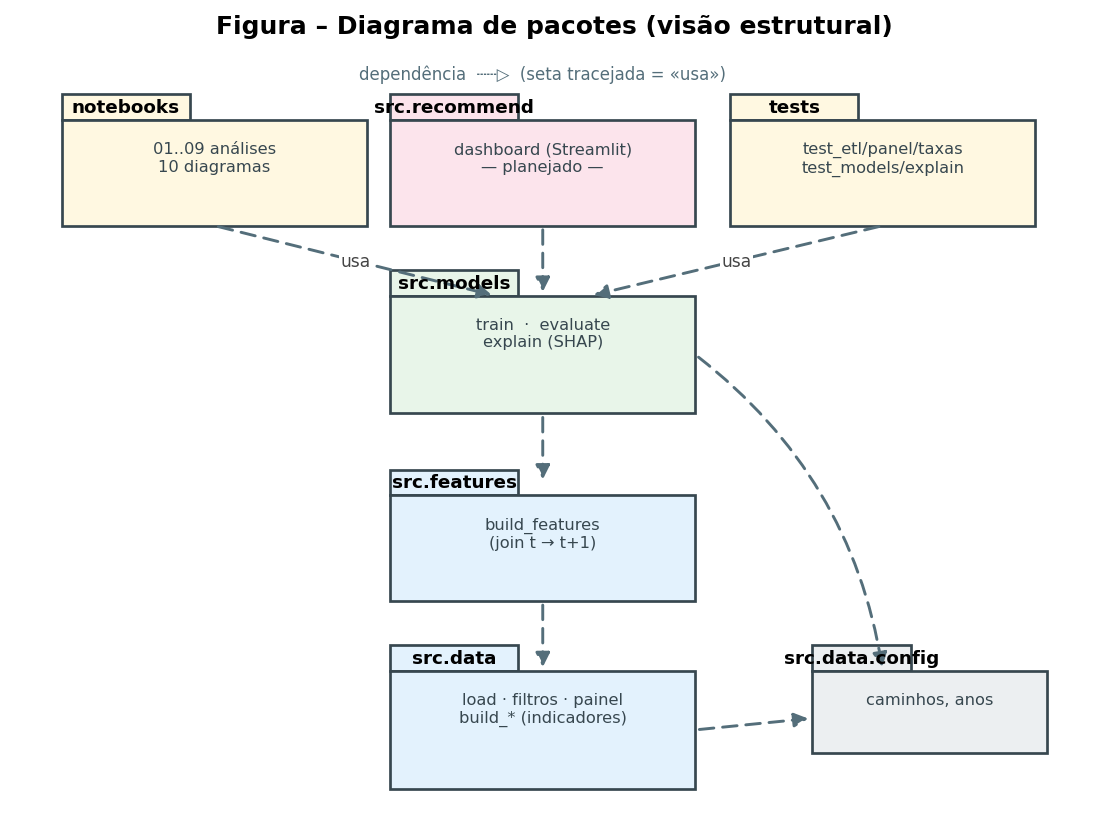 Figura – Diagrama de pacotes (visão estrutural)
dependência ┈┈▷ (seta tracejada = «usa»)
notebooks
01..09 análises
10 diagramas
src.recommend
dashboard (Streamlit)
— planejado —
tests
test_etl/panel/taxas
test_models/explain
usa
usa
src.models
train · evaluate
explain (SHAP)
src.features
build_features
(join t → t+1)
src.data
load · filtros · painel
build_* (indicadores)
src.data.config
caminhos, anos